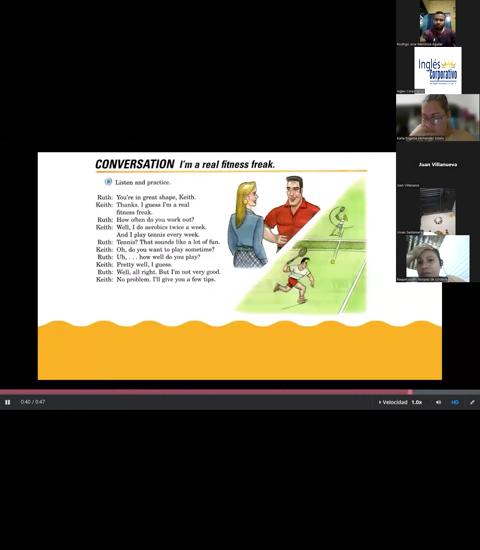 CONVERSATION I'm a real fitness freak.
Listen and practice.
Ruth: You're in great shape, Keith.
Keith: Thanks. I guess I'm a real
fitness freak.
Ruth: How often do you work out?
Keith: Well, I do aerobics twice a week.
And I play tennis every week.
Ruth: Tennis? That sounds like a lot of fun.
Keith: Oh, do you want to play sometime?
Ruth: Uh, . . . how well do you play?
Keith: Pretty well, I guess.
Ruth: Well, all right. But I'm not very good.
Keith: No problem. I'll give you a few tips.
0:40 / 0:47
Velocidad 1.0x
HD
Inglés
Corporativo
Juan Villanueva
Juan Villanueva